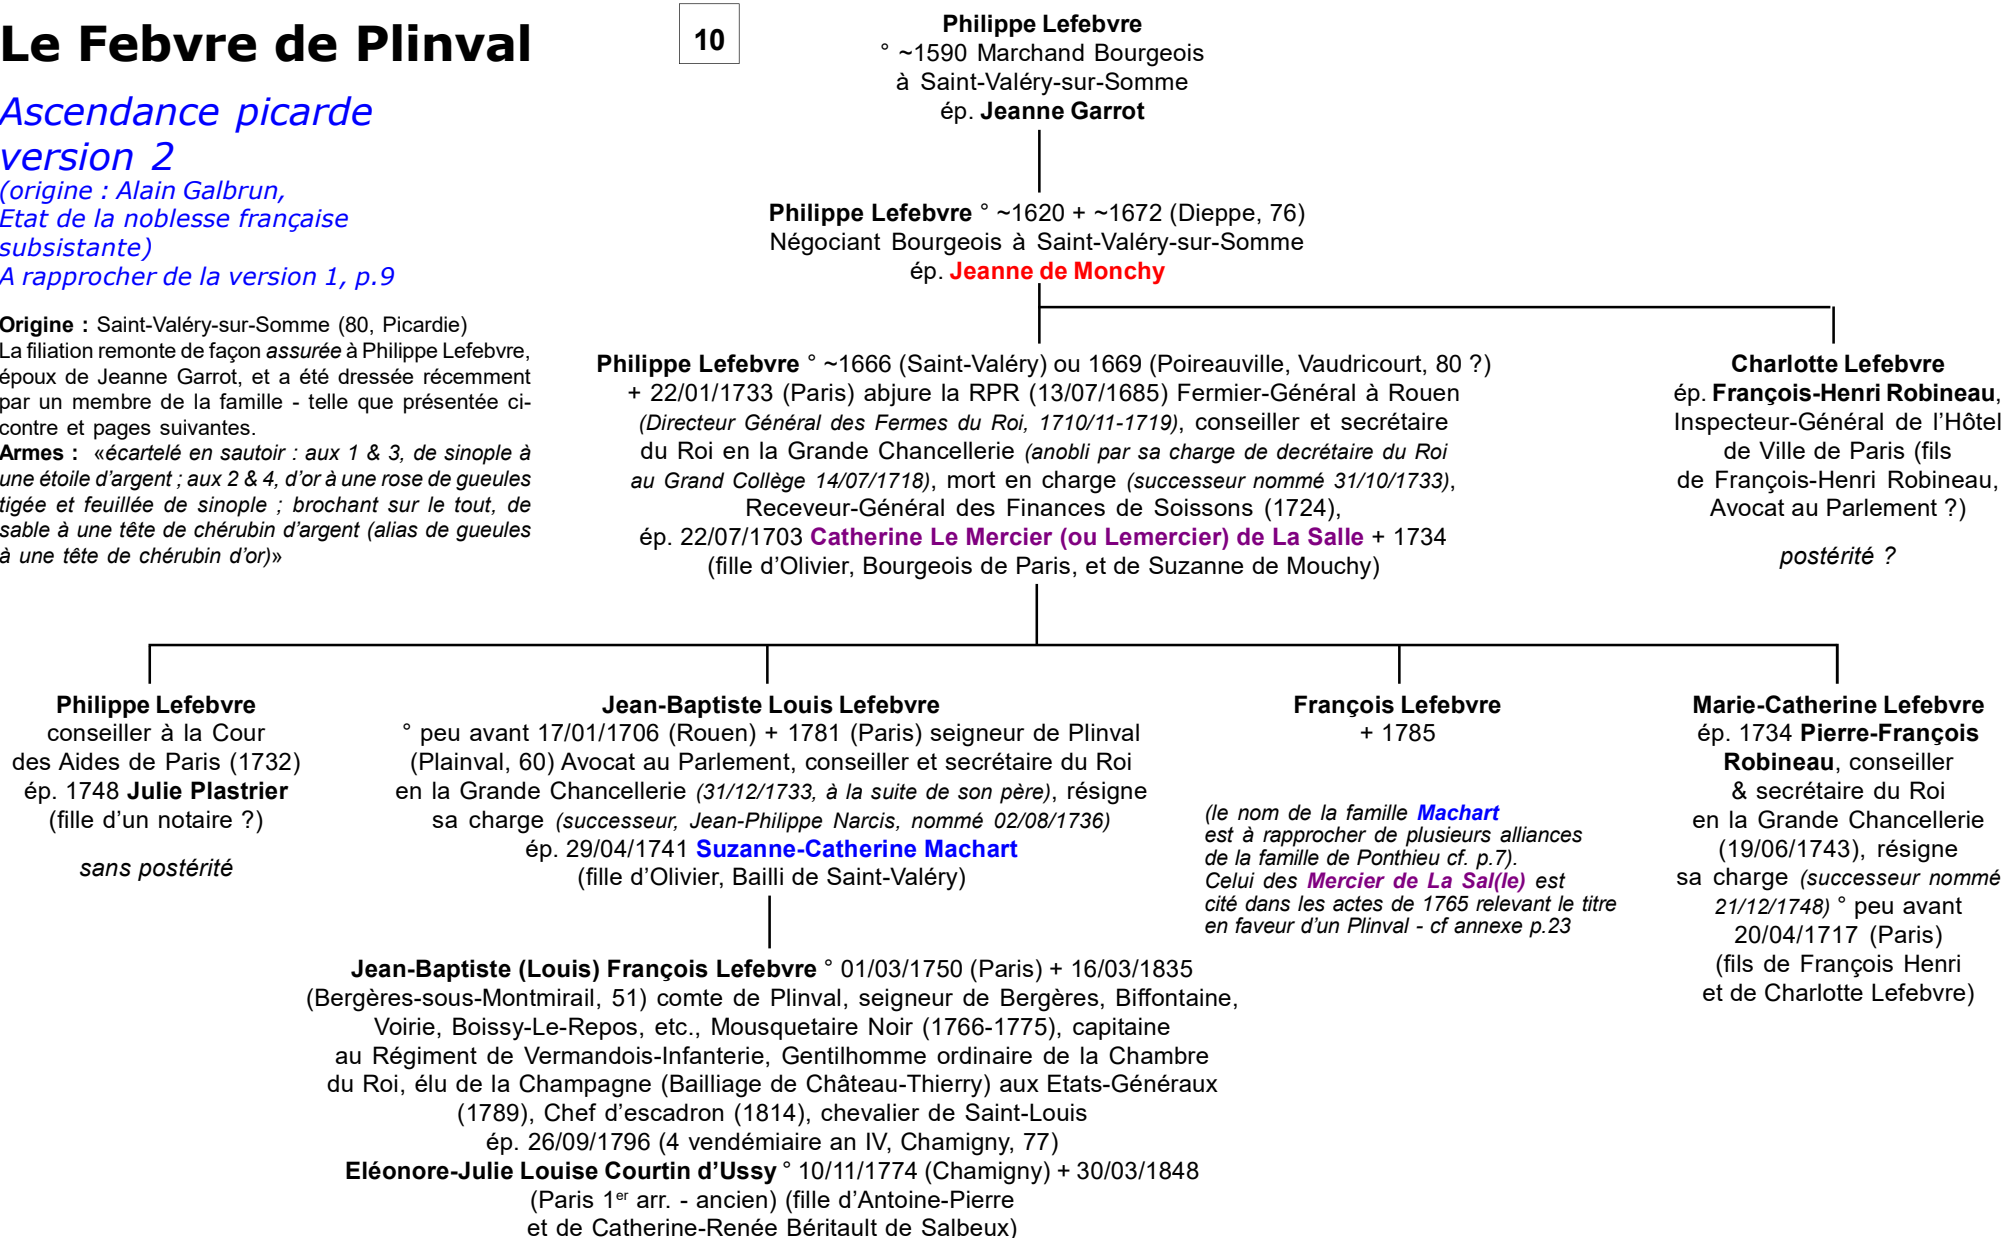 Le Febvre de Plinval
10
Ascendance picarde
version 2
(origine : Alain Galbrun,
Etat de la noblesse française
subsistante)
A rapprocher de la version 1, p.9
Origine : Saint-Valéry-sur-Somme (80, Picardie)
La filiation remonte de façon assurée à Philippe Lefebvre,
époux de Jeanne Garrot, et a été dressée récemment
par un membre de la famille - telle que présentée ci-
contre et pages suivantes.
Armes : «écartelé en sautoir : aux 1 & 3, de sinople à
une étoile d'argent ; aux 2 & 4, d'or à une rose de gueules
tigée et feuillée de sinople ; brochant sur le tout, de
sable à une tête de chérubin d'argent (alias de gueules
à une tête de chérubin d'or)»
Philippe Lefebvre
° ~1590 Marchand Bourgeois
à Saint-Valéry-sur-Somme
ép. Jeanne Garrot
Philippe Lefebvre ° ~1620 + ~1672 (Dieppe, 76)
Négociant Bourgeois à Saint-Valéry-sur-Somme
ép. Jeanne de Monchy
Philippe Lefebvre ° ~1666 (Saint-Valéry) ou 1669 (Poireauville, Vaudricourt, 80 ?)
+ 22/01/1733 (Paris) abjure la RPR (13/07/1685) Fermier-Général à Rouen
(Directeur Général des Fermes du Roi, 1710/11-1719), conseiller et secrétaire
du Roi en la Grande Chancellerie (anobli par sa charge de decrétaire du Roi
au Grand Collège 14/07/1718), mort en charge (successeur nommé 31/10/1733),
Receveur-Général des Finances de Soissons (1724),
ép. 22/07/1703 Catherine Le Mercier (ou Lemercier) de La Salle + 1734
(fille d'Olivier, Bourgeois de Paris, et de Suzanne de Mouchy)
Charlotte Lefebvre
ép. François-Henri Robineau,
Inspecteur-Général de l'Hôtel
de Ville de Paris (fils
de François-Henri Robineau,
Avocat au Parlement ?)
postérité ?
Philippe Lefebvre
conseiller à la Cour
des Aides de Paris (1732)
ép. 1748 Julie Plastrier
(fille d'un notaire ?)
sans postérité
Jean-Baptiste Louis Lefebvre
° peu avant 17/01/1706 (Rouen) + 1781 (Paris) seigneur de Plinval
(Plainval, 60) Avocat au Parlement, conseiller et secrétaire du Roi
en la Grande Chancellerie (31/12/1733, à la suite de son père), résigne
sa charge (successeur, Jean-Philippe Narcis, nommé 02/08/1736)
ép. 29/04/1741 Suzanne-Catherine Machart
(fille d'Olivier, Bailli de Saint-Valéry)
François Lefebvre
+ 1785
(le nom de la famille Machart
est à rapprocher de plusieurs alliances
de la famille de Ponthieu cf. p.7).
Celui des Mercier de La Sal(le) est
cité dans les actes de 1765 relevant le titre
en faveur d'un Plinval - cf annexe p.23
Marie-Catherine Lefebvre
ép. 1734 Pierre-François
Robineau, conseiller
& secrétaire du Roi
en la Grande Chancellerie
(19/06/1743), résigne
sa charge (successeur nommé
21/12/1748) ° peu avant
20/04/1717 (Paris)
(fils de François Henri
et de Charlotte Lefebvre)
Jean-Baptiste (Louis) François Lefebvre ° 01/03/1750 (Paris) + 16/03/1835
(Bergères-sous-Montmirail, 51) comte de Plinval, seigneur de Bergères, Biffontaine,
Voirie, Boissy-Le-Repos, etc., Mousquetaire Noir (1766-1775), capitaine
au Régiment de Vermandois-Infanterie, Gentilhomme ordinaire de la Chambre
du Roi, élu de la Champagne (Bailliage de Château-Thierry) aux Etats-Généraux
(1789), Chef d'escadron (1814), chevalier de Saint-Louis
ép. 26/09/1796 (4 vendémiaire an IV, Chamigny, 77)
Eléonore-Julie Louise Courtin d'Ussy ° 10/11/1774 (Chamigny) + 30/03/1848
(Paris 1er arr. - ancien) (fille d'Antoine-Pierre
et de Catherine-Renée Béritault de Salbeux)